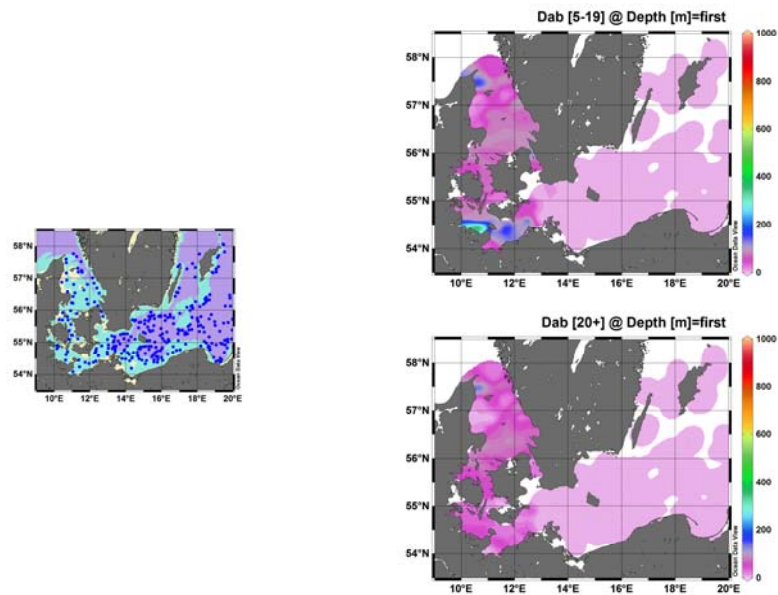 Dab [5-19] @ Depth [m]=first
58°N
57°N
56°N
55°N
54°N
10°E 12°E 14°E 16°E 18°E 20°E
1000
800
600
400
200
0
Ocean Data View
58°N
57°N
56°N
55°N
54°N
10°E 12°E 14°E 16°E 18°E 20°E
Ocean Data View
Dab [20+] @ Depth [m]=first
58°N
57°N
56°N
55°N
54°N
10°E 12°E 14°E 16°E 18°E 20°E
1000
800
600
400
200
0
Ocean Data View